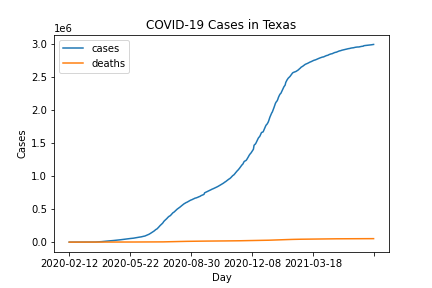 COVID-19 Cases in Texas
1e6
cases
deaths
3.0
2.5
2.0
1.5
1.0
0.5
0.0
Cases
2020-02-12 2020-05-22 2020-08-30 2020-12-08 2021-03-18
Day